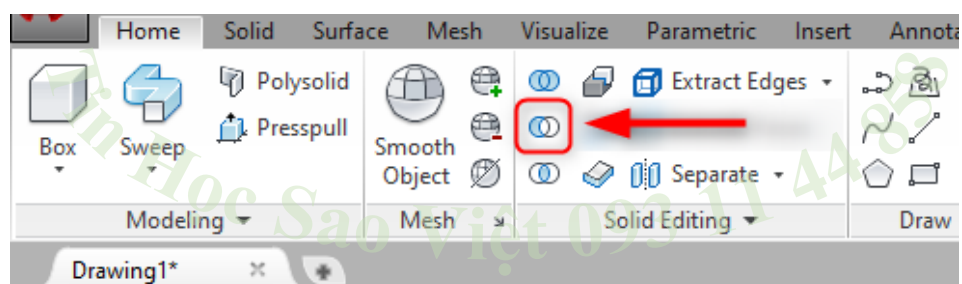 Home Solid Surface Mesh Visualize Parametric Insert Annota
Polysolid Extract Edges
Presspull
Box Sweep Smooth
Object Separate
Modeling Mesh Solid Editing Draw
Drawing1*
Tin Học Sao Việt 093 11 44 858